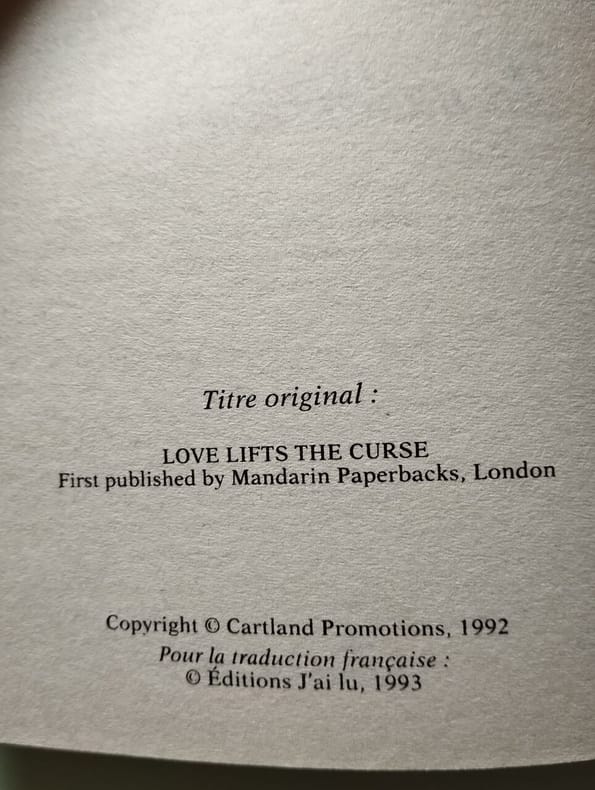 Titre original :
LOVE LIFTS THE CURSE
First published by Mandarin Paperbacks, London
Copyright © Cartland Promotions, 1992
Pour la traduction française :
© Éditions J'ai lu, 1993